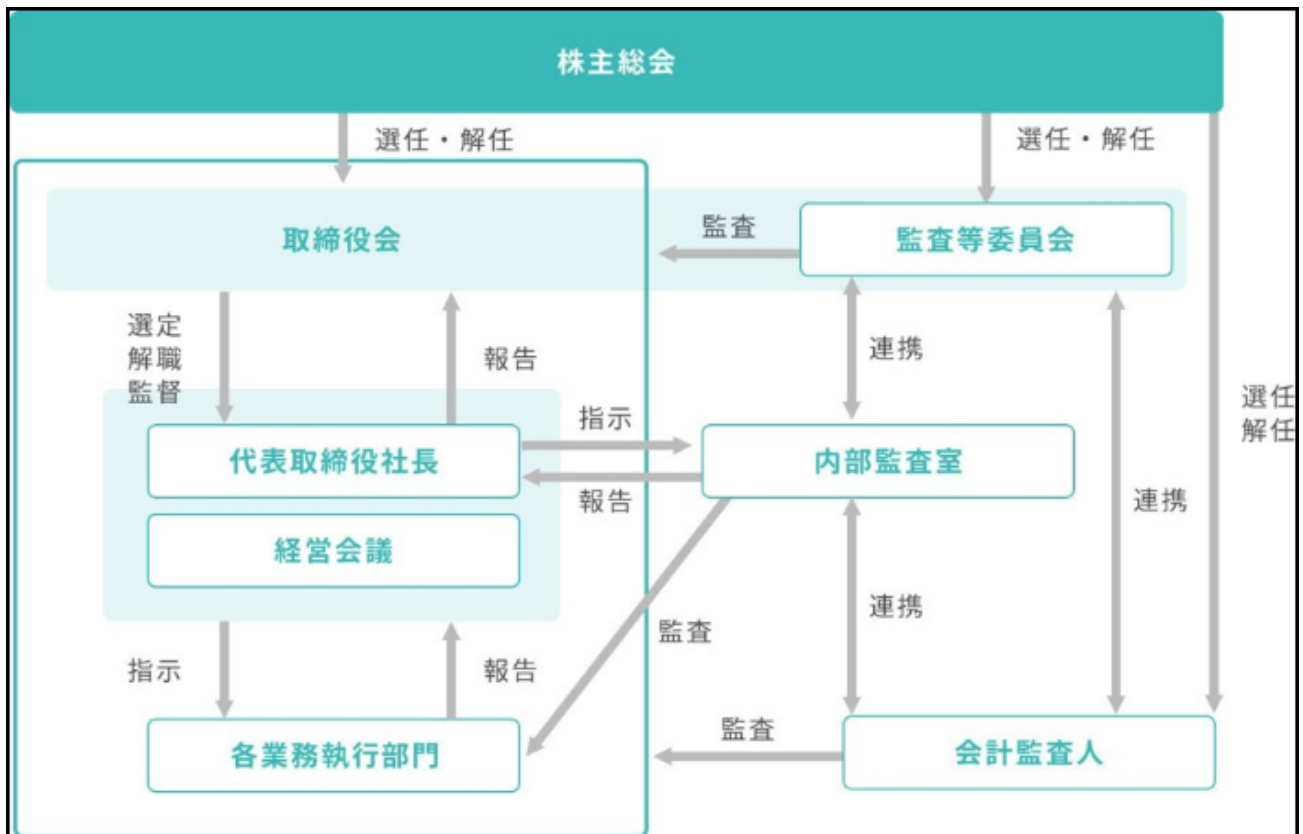 株主総会
選任・解任
選任・解任
取締役会
監査
監査等委員会
選定
解職
監督
報告
連携
選任
解任
指示
代表取締役社長
内部監査室
報告
連携
経営会議
連携
監査
指示
報告
各業務執行部門
監査
会計監査人